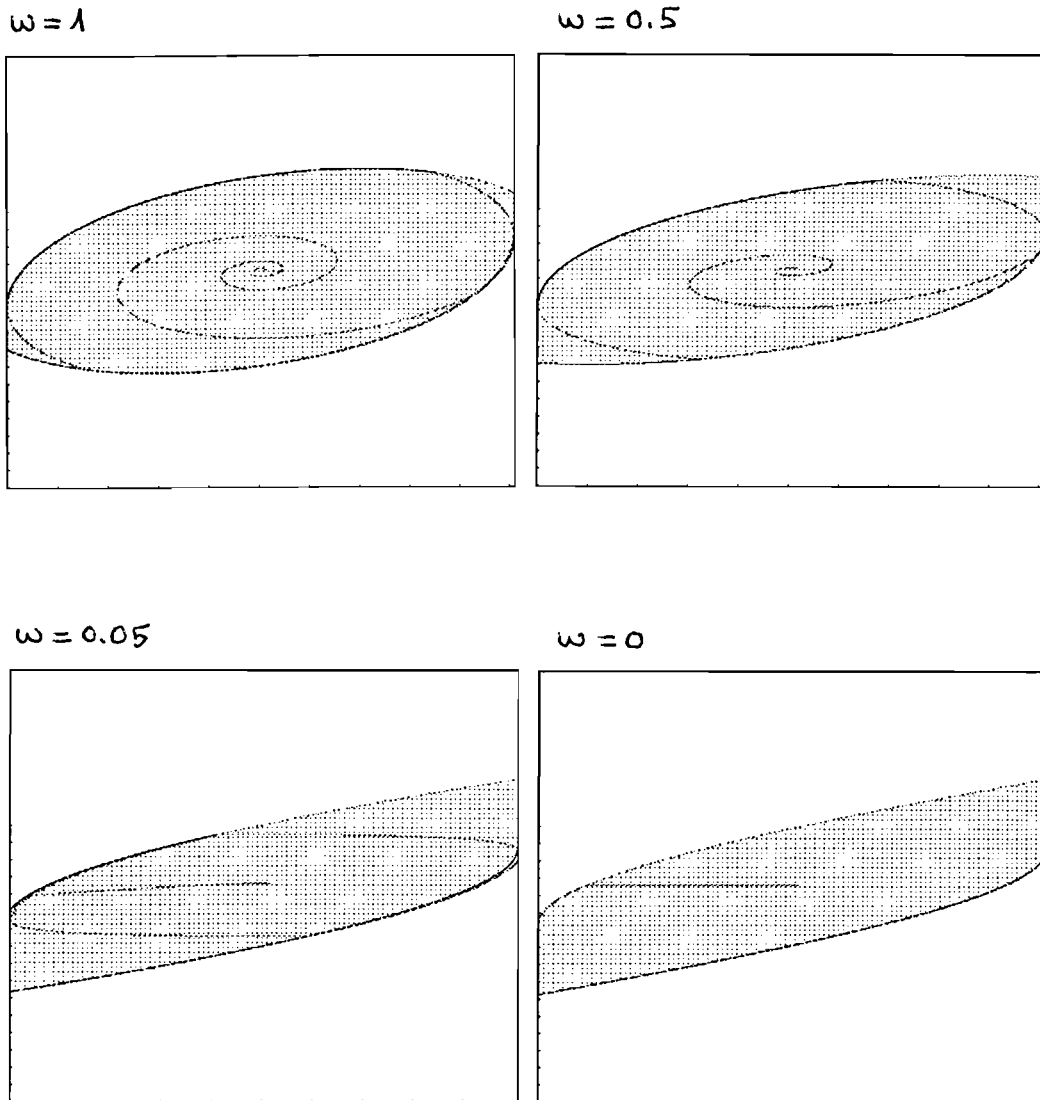 ω = 1
ω = 0.5
ω = 0.05
ω = 0